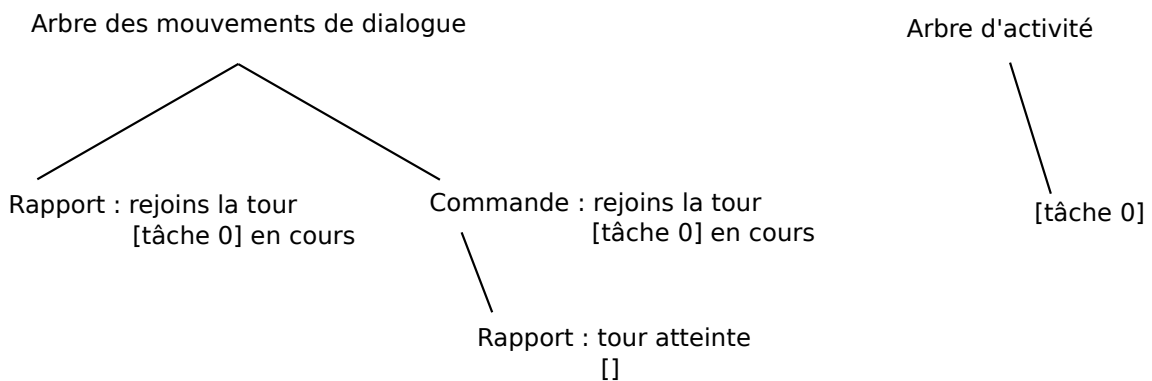 Arbre des mouvements de dialogue
Arbre d'activité
Rapport : rejoins la tour
[tâche 0] en cours
Commande : rejoins la tour
[tâche 0] en cours
[tâche 0]
Rapport : tour atteinte
[]